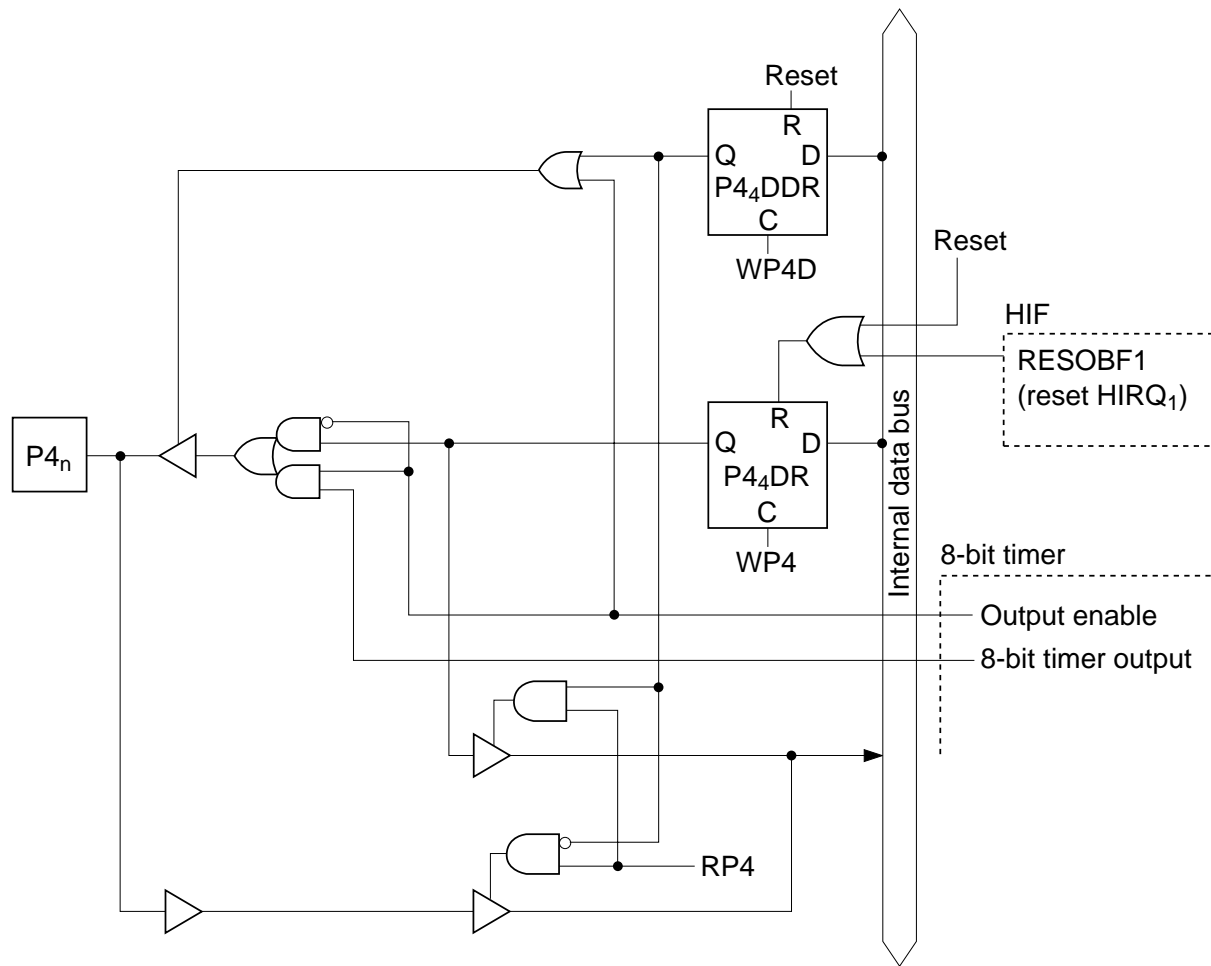 Reset
R
Q D
P4₄DDR
C
WP4D
Reset
HIF
RESOBF1
(reset HIRQ₁)
R
Q D
P4₄DR
C
WP4
P4ₙ
Internal data bus
8-bit timer
Output enable
8-bit timer output
RP4